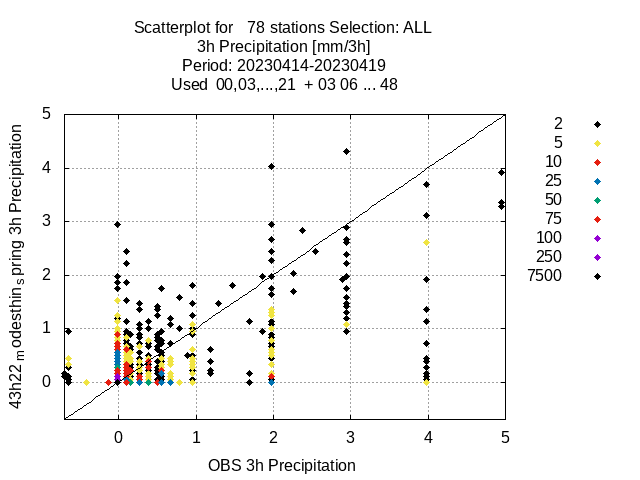 Scatterplot for 78 stations Selection: ALL
3h Precipitation [mm/3h]
Period: 20230414-20230419
Used 00,03,...,21 + 03 06 ... 48
5
4
3
2
1
0
0 1 2 3 4 5
43h22 m odesthin s pring 3h Precipitation
OBS 3h Precipitation
2
5
10
25
50
75
100
250
7500